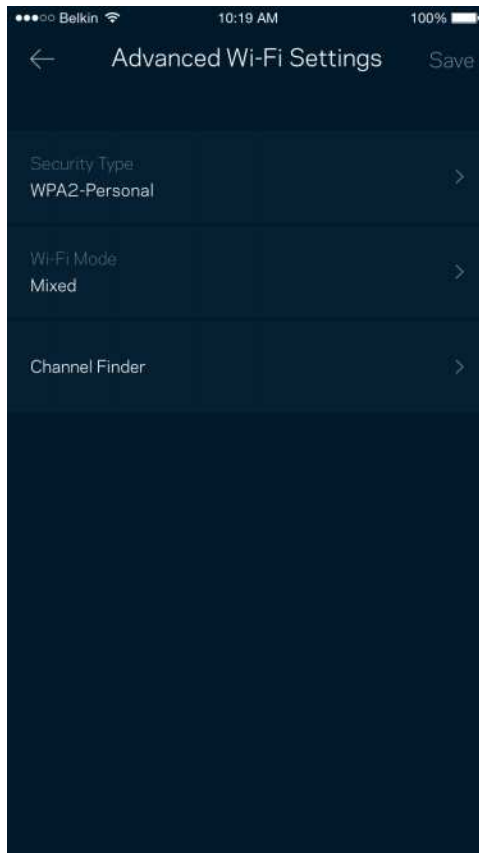 Belkin 10:19 AM 100%
Advanced Wi-Fi Settings Save
Security Type
WPA2-Personal
Wi-Fi Mode
Mixed
Channel Finder